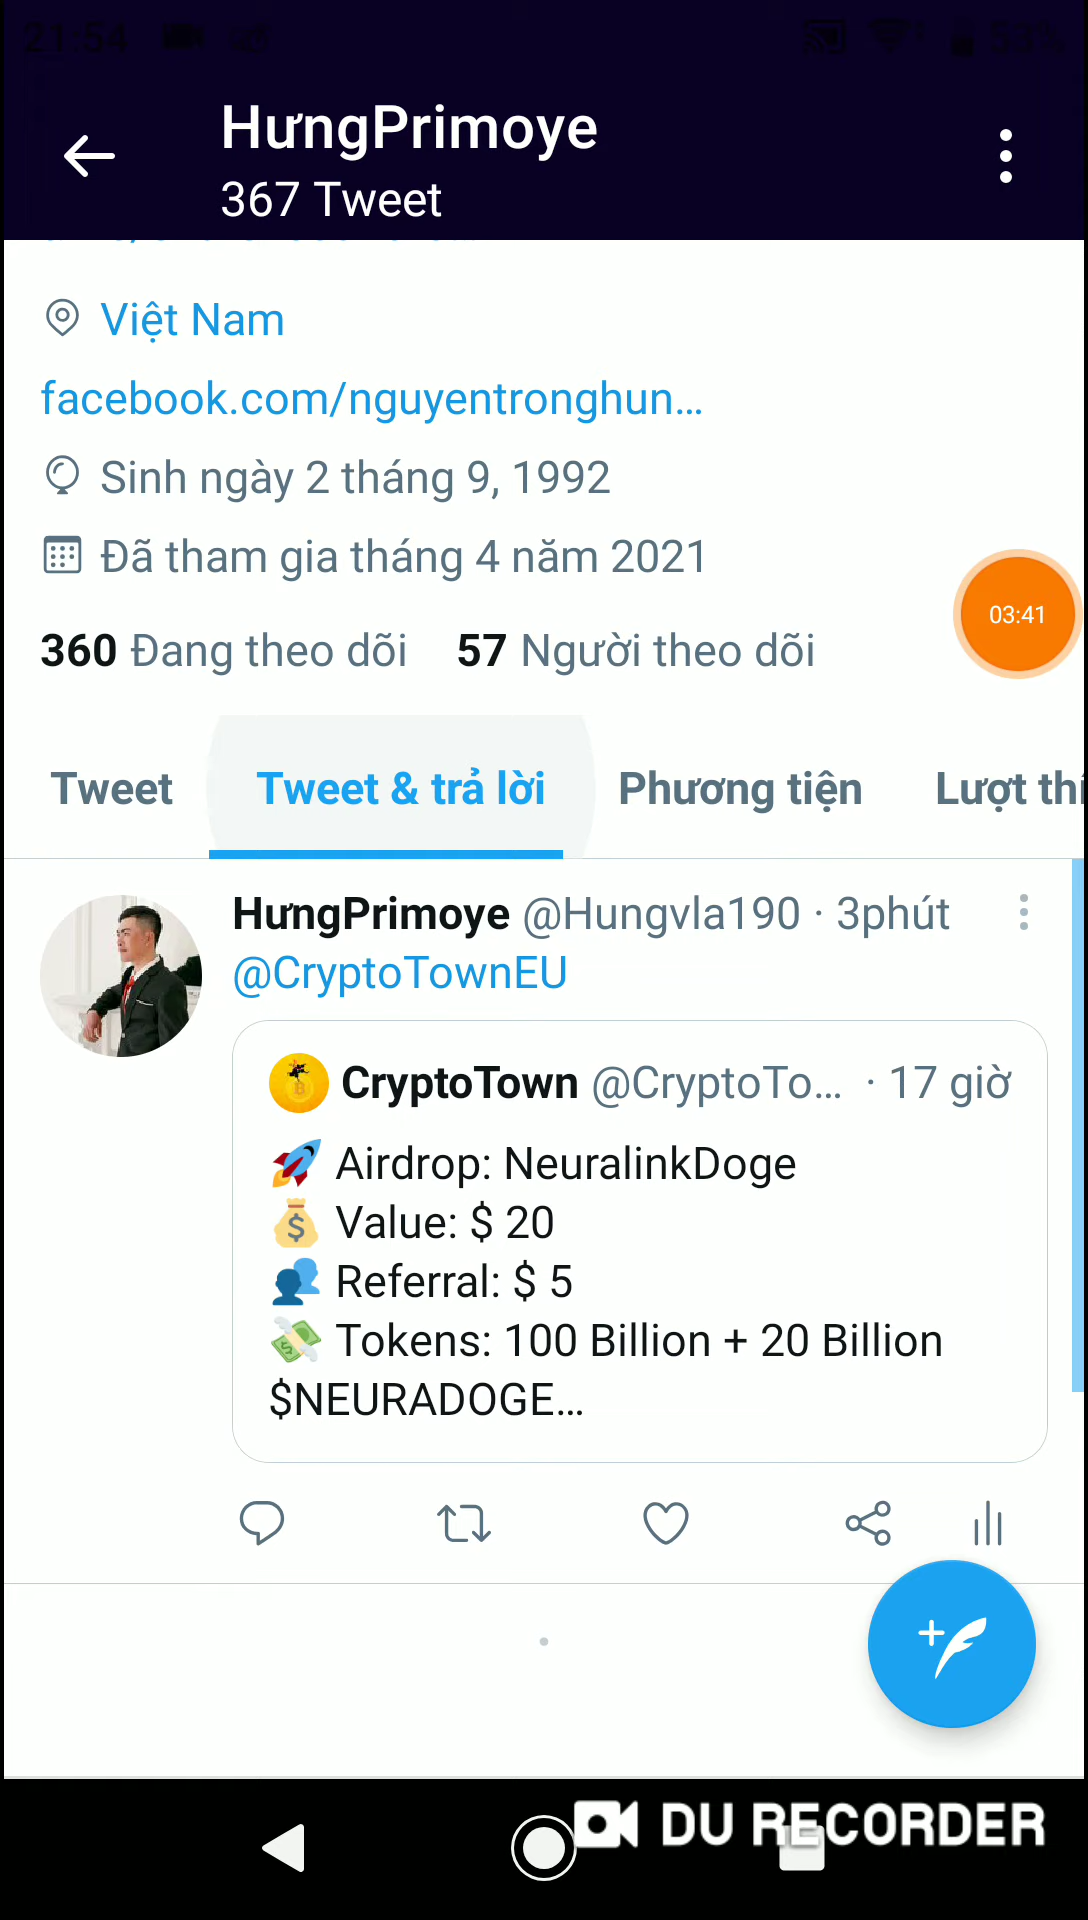 21:54
53%
HưngPrimoye
367 Tweet
Việt Nam
facebook.com/nguyentronghun...
Sinh ngày 2 tháng 9, 1992
Đã tham gia tháng 4 năm 2021
03:41
360 Đang theo dõi 57 Người theo dõi
Tweet Tweet & trả lời Phương tiện Lượt thí
HưngPrimoye @Hungvla190 · 3phút
@CryptoTownEU
CryptoTown @CryptoTo... · 17 giờ
Airdrop: NeuralinkDoge
Value: $ 20
Referral: $ 5
Tokens: 100 Billion + 20 Billion
$NEURADOGE...
DU RECORDER